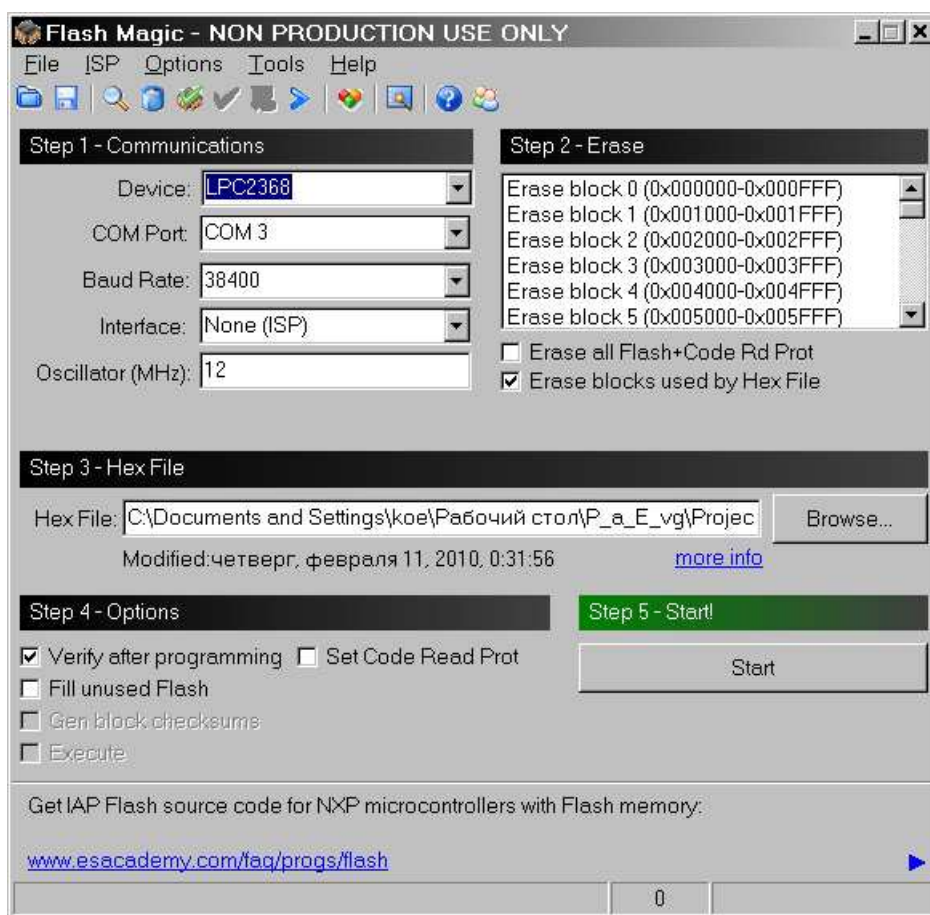 Flash Magic - NON PRODUCTION USE ONLY
File ISP Options Tools Help
Step 1 - Communications
Device: LPC2368
COM Port: COM 3
Baud Rate: 38400
Interface: None (ISP)
Oscillator (MHz): 12
Step 2 - Erase
Erase block 0 (0x000000-0x000FFF)
Erase block 1 (0x001000-0x001FFF)
Erase block 2 (0x002000-0x002FFF)
Erase block 3 (0x003000-0x003FFF)
Erase block 4 (0x004000-0x004FFF)
Erase block 5 (0x005000-0x005FFF)
Erase all Flash+Code Rd Prot
Erase blocks used by Hex File
Step 3 - Hex File
Hex File: C:\Documents and Settings\koe\Рабочий стол\P_a_E_vg\Projec
Browse...
Modified:четверг, февраля 11, 2010, 0:31:56
more info
Step 4 - Options
Verify after programming Set Code Read Prot
Fill unused Flash
Gen block checksums
Execute
Step 5 - Start!
Start
Get IAP Flash source code for NXP microcontrollers with Flash memory:
www.esacademy.com/faq/progs/flash
0